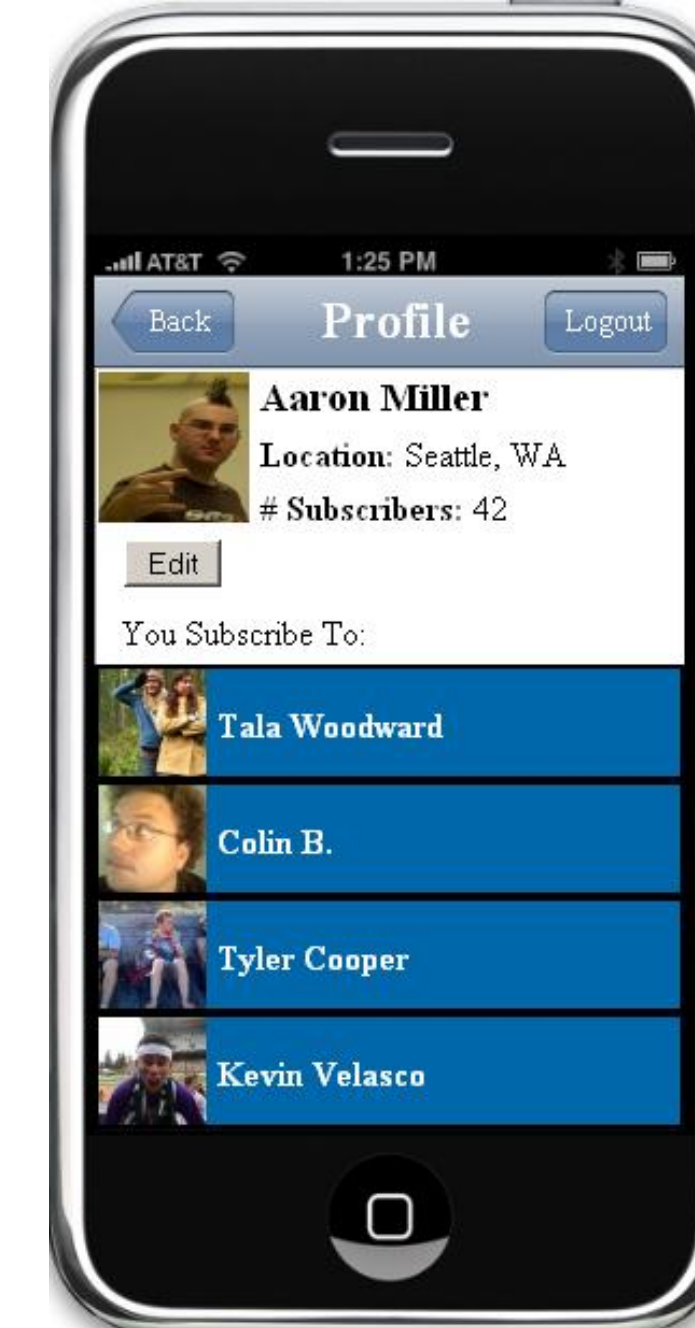 AT&T 1:25 PM
Back Profile Logout
Aaron Miller
Location: Seattle, WA
# Subscribers: 42
Edit
You Subscribe To:
Tala Woodward
Colin B.
Tyler Cooper
Kevin Velasco